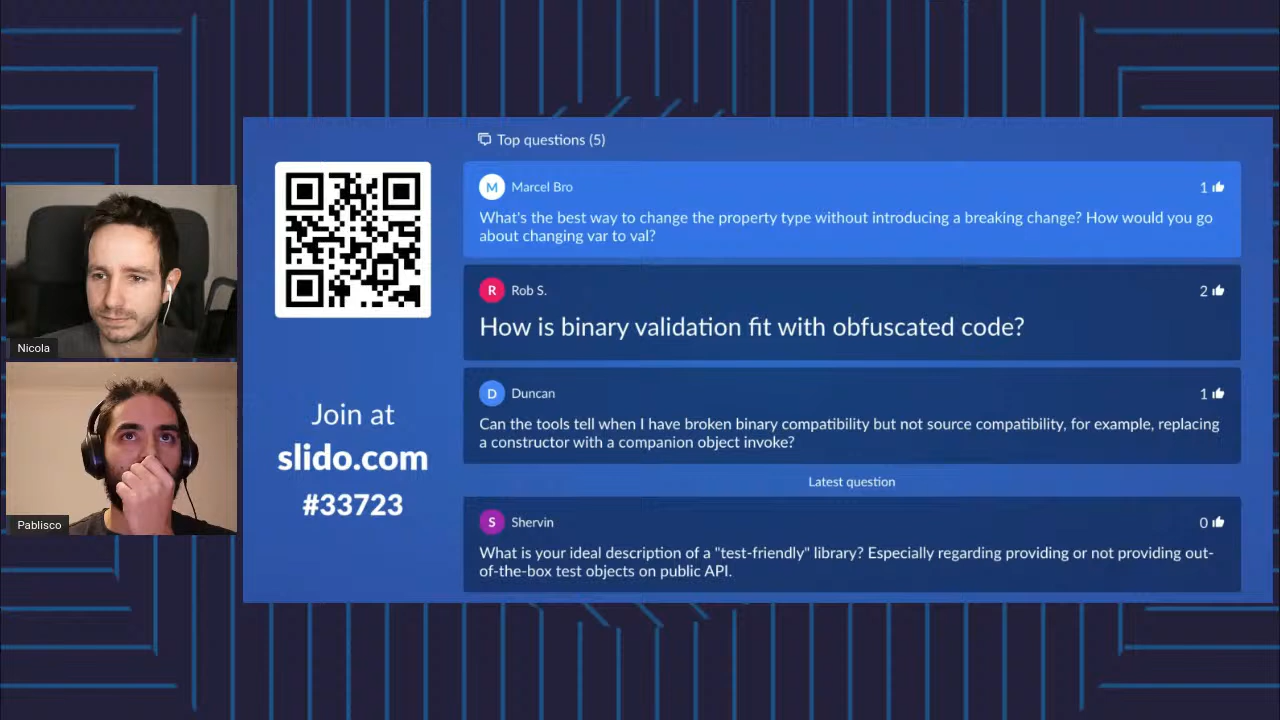 Top questions (5)
M Marcel Bro 1
What's the best way to change the property type without introducing a breaking change? How would you go
about changing var to val?
R Rob S. 2
How is binary validation fit with obfuscated code?
D Duncan 1
Can the tools tell when I have broken binary compatibility but not source compatibility, for example, replacing
a constructor with a companion object invoke?
Latest question
S Shervin 0
What is your ideal description of a "test-friendly" library? Especially regarding providing or not providing out-
of-the-box test objects on public API.
Join at
slido.com
#33723
Nicola
Pablisco